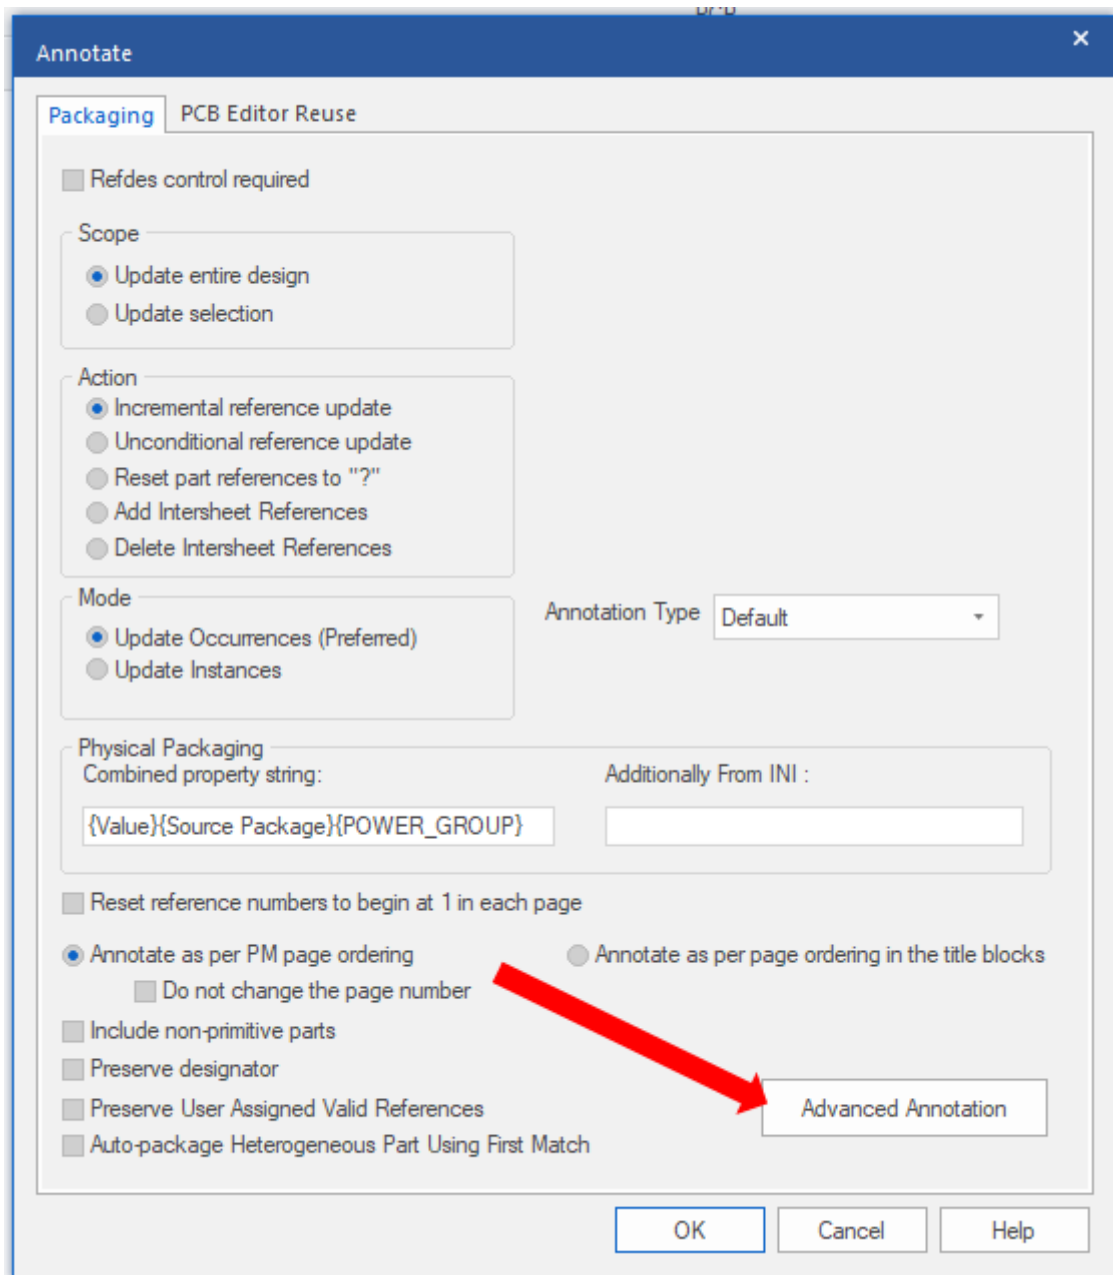 Annotate
Packaging PCB Editor Reuse
Refdes control required
Scope
Update entire design
Update selection
Action
Incremental reference update
Unconditional reference update
Reset part references to "?"
Add Intersheet References
Delete Intersheet References
Mode
Update Occurrences (Preferred)
Update Instances
Annotation Type Default
Physical Packaging
Combined property string: Additionally From INI :
{Value}{Source Package}{POWER_GROUP}
Reset reference numbers to begin at 1 in each page
Annotate as per PM page ordering Annotate as per page ordering in the title blocks
Do not change the page number
Include non-primitive parts
Preserve designator
Preserve User Assigned Valid References
Auto-package Heterogeneous Part Using First Match
Advanced Annotation
OK Cancel Help